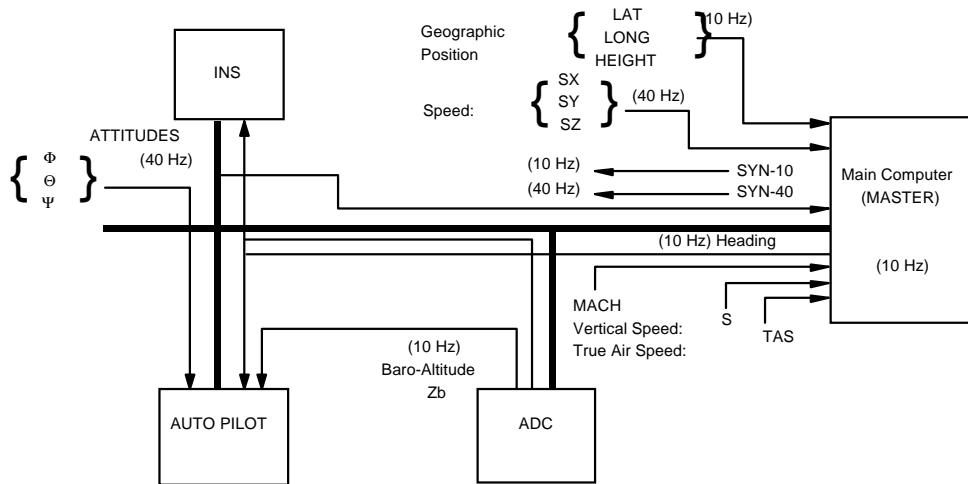 Geographic
Position
LAT
LONG
HEIGHT
(10 Hz)
INS
Speed:
SX
SY
SZ
(40 Hz)
ATTITUDES
(40 Hz)
Φ
Θ
Ψ
(10 Hz)
SYN-10
(40 Hz)
SYN-40
Main Computer
(MASTER)
(10 Hz)
(10 Hz) Heading
MACH
Vertical Speed:
True Air Speed:
S
TAS
(10 Hz)
Baro-Altitude
Zb
AUTO PILOT
ADC